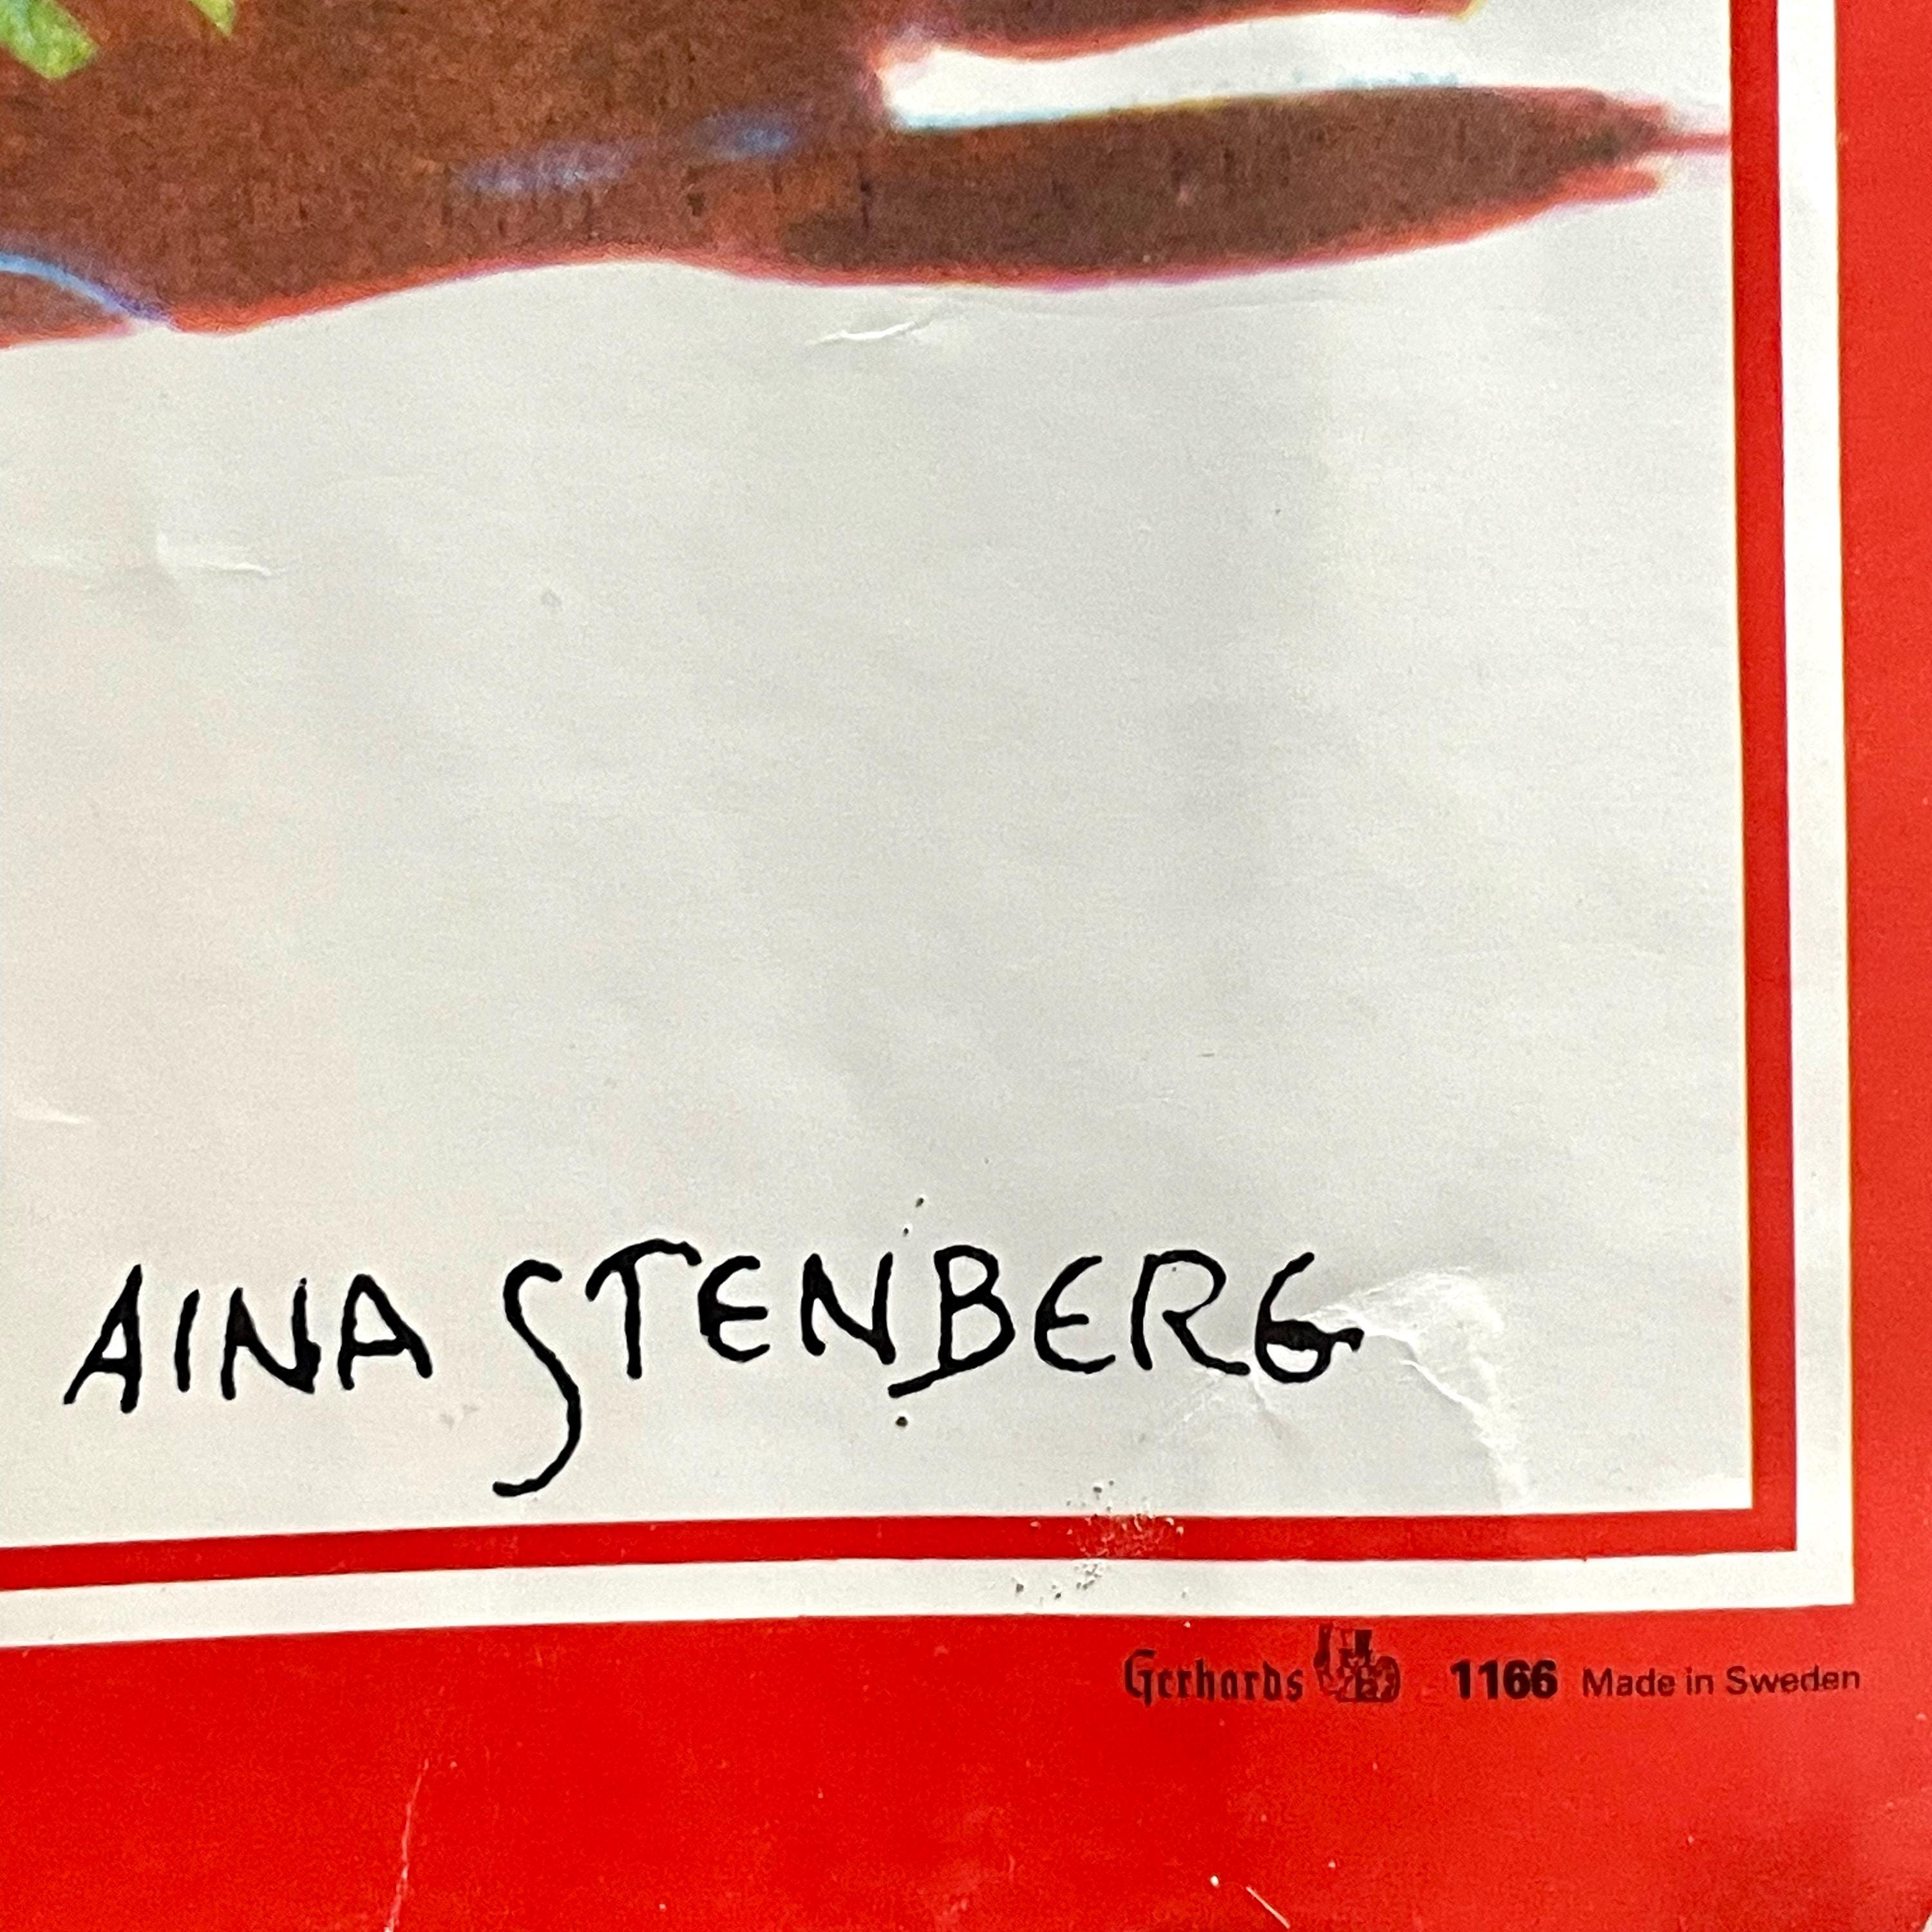 AINA STENBERG
Gerhards 1166 Made in Sweden